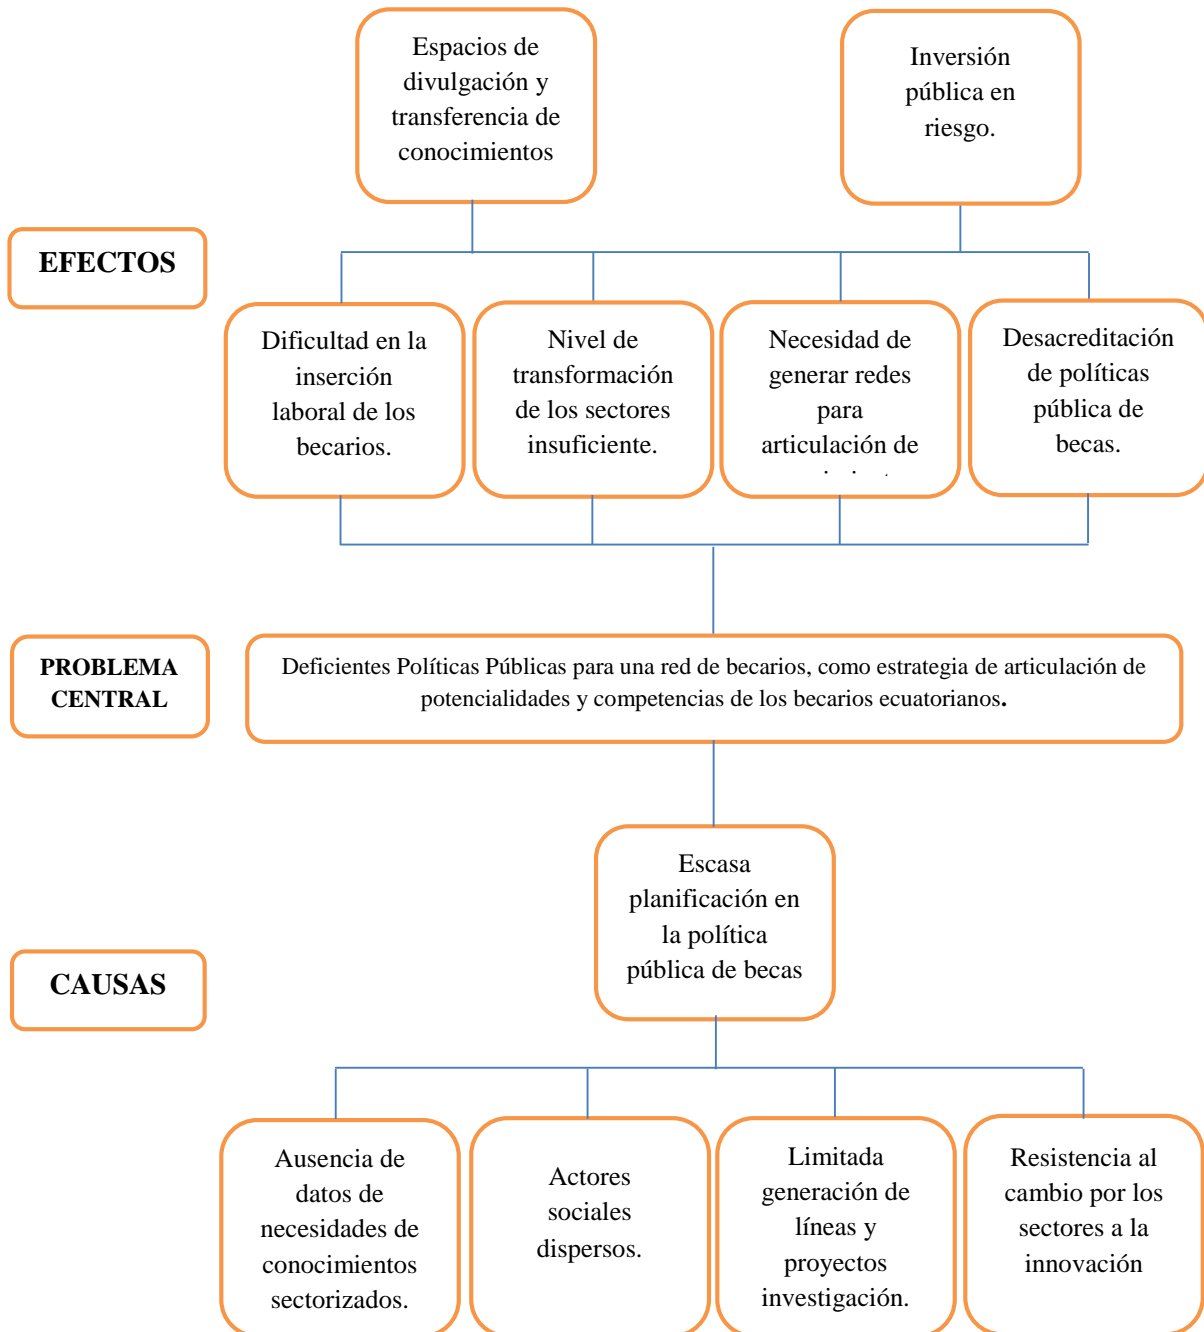 Espacios de
divulgación y
transferencia de
conocimientos
Inversión
pública en
riesgo.
EFECTOS
Dificultad en la
inserción
laboral de los
becarios.
Nivel de
transformación
de los sectores
insuficiente.
Necesidad de
generar redes
para
articulación de
Desacreditación
de políticas
pública de
becas.
PROBLEMA
CENTRAL
Deficientes Políticas Públicas para una red de becarios, como estrategia de articulación de
potencialidades y competencias de los becarios ecuatorianos.
Escasa
planificación en
la política
pública de becas
CAUSAS
Ausencia de
datos de
necesidades de
conocimientos
sectorizados.
Actores
sociales
dispersos.
Limitada
generación de
líneas y
proyectos
investigación.
Resistencia al
cambio por los
sectores a la
innovación